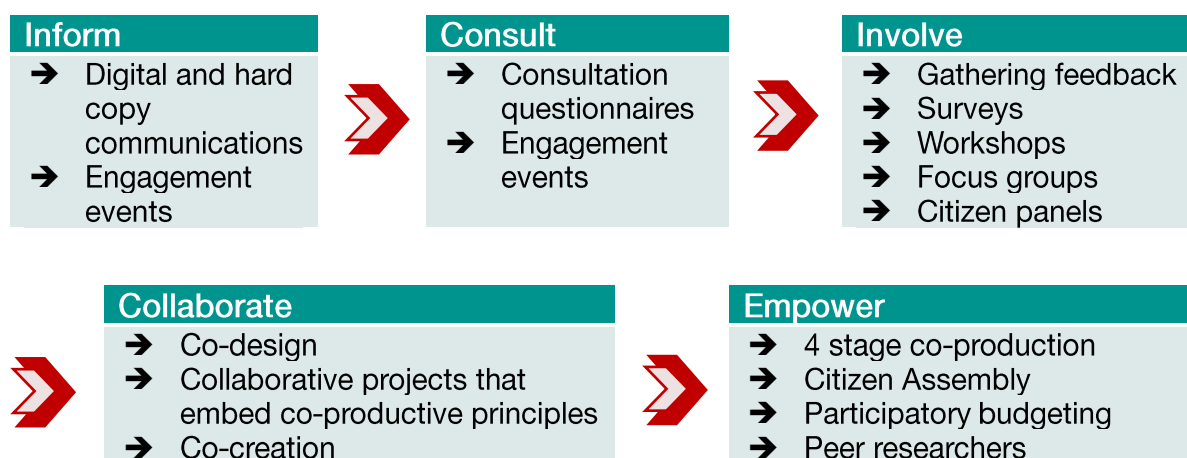 Inform
➔ Digital and hard
copy
communications
➔ Engagement
events
Consult
➔ Consultation
questionnaires
➔ Engagement
events
Involve
➔ Gathering feedback
➔ Surveys
➔ Workshops
➔ Focus groups
➔ Citizen panels
Collaborate
➔ Co-design
➔ Collaborative projects that
embed co-productive principles
➔ Co-creation
Empower
➔ 4 stage co-production
➔ Citizen Assembly
➔ Participatory budgeting
➔ Peer researchers